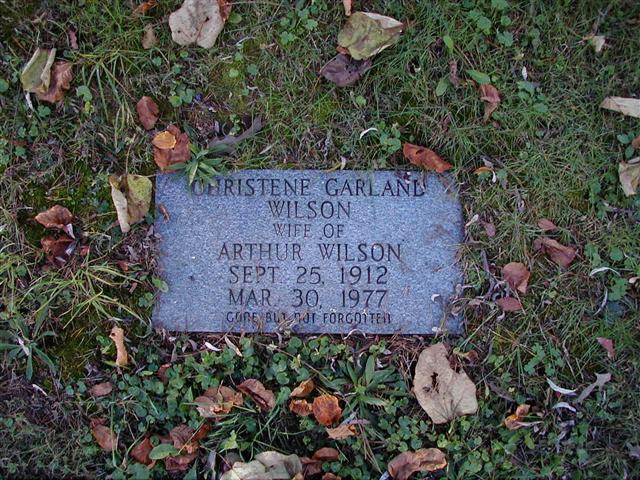 CHRISTENE GARLAND
WILSON
WIFE OF
ARTHUR WILSON
SEPT. 25, 1912
MAR. 30, 1977
GONE BUT NOT FORGOTTEN